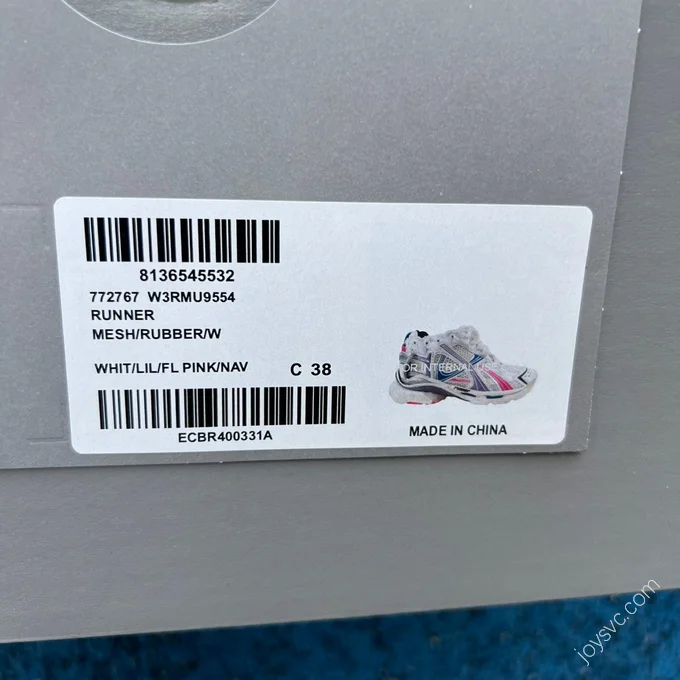 8136545532
772767 W3RMU9554
RUNNER
MESH/RUBBER/W
WHIT/LIL/FL PINK/NAV C 38
OR INTERNAL USE
ECBR400331A
MADE IN CHINA
joysvc.com